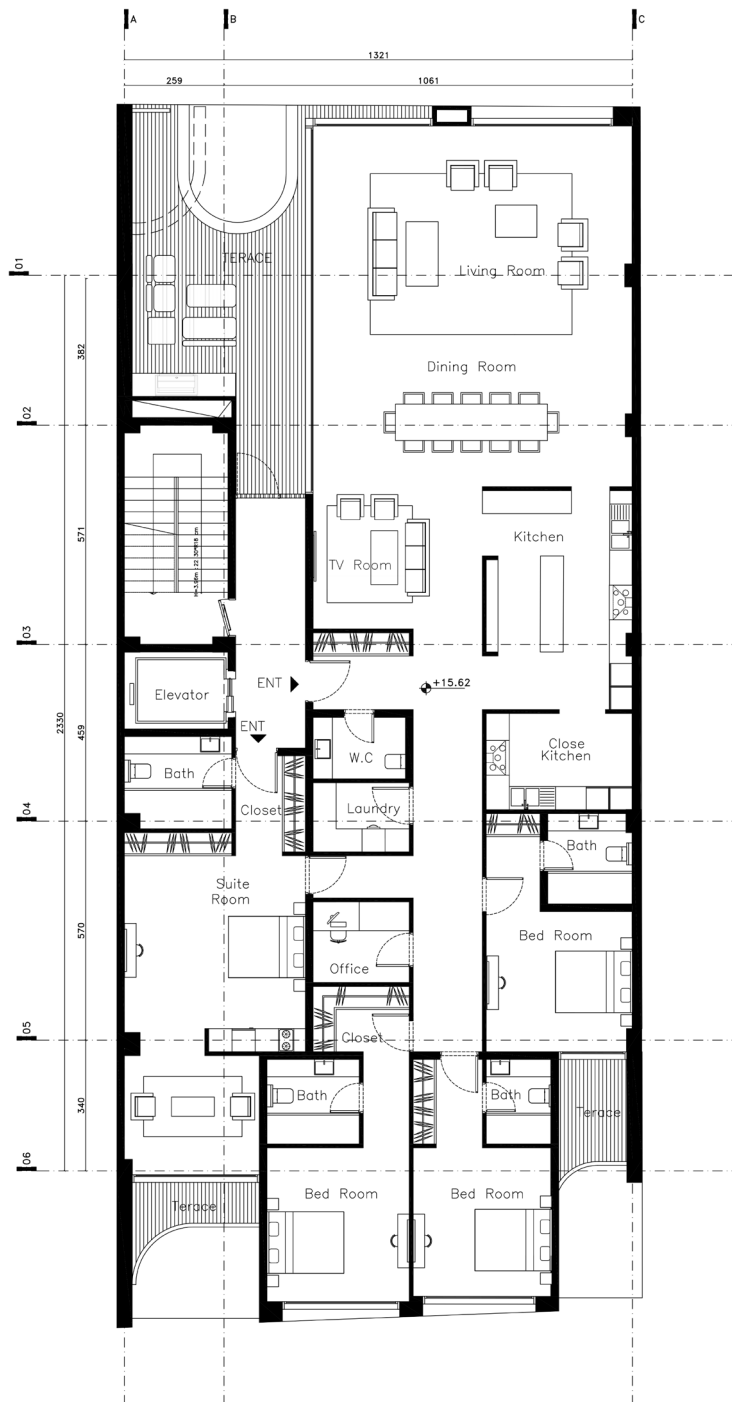 A
B
C
1321
259
1061
01
TERACE
Living Room
382
Dining Room
02
571
Kitchen
TV Room
03
ENT
+15.62
Elevator
2330
459
ENT
W.C
Close
Kitchen
Bath
Closet
Laundry
04
Bath
Suite
Room
570
Bed Room
Office
05
Closet
340
Bath
Bath
Terace
06
Bed Room
Bed Room
Terace